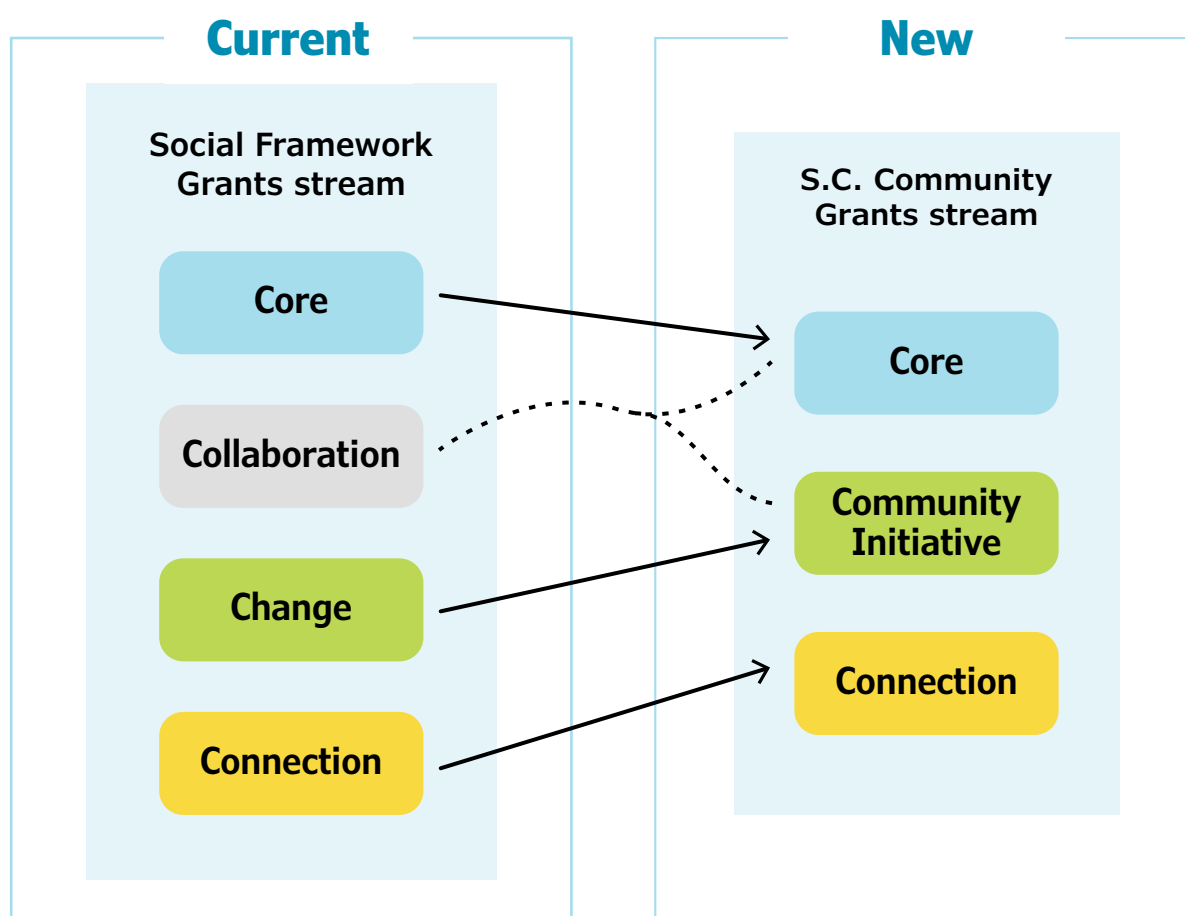 Current
Social Framework
Grants stream
Core
Collaboration
Change
Connection
New
S.C. Community
Grants stream
Core
Community
Initiative
Connection